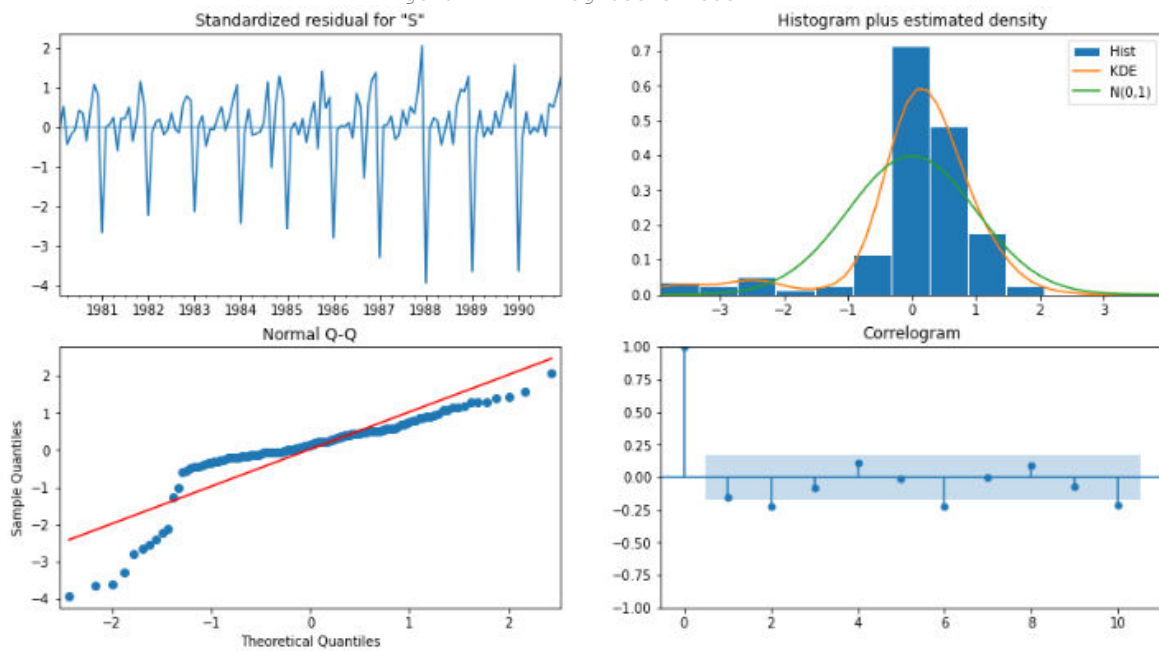 Standardized residual for "S"
2
1
0
−1
−2
−3
−4
1981 1982 1983 1984 1985 1986 1987 1988 1989 1990
Histogram plus estimated density
Hist
KDE
N(0,1)
0.7
0.6
0.5
0.4
0.3
0.2
0.1
0.0
−3 −2 −1 0 1 2 3
Normal Q-Q
Sample Quantiles
2
1
0
−1
−2
−3
−4
−2 −1 0 1 2
Theoretical Quantiles
Correlogram
1.00
0.75
0.50
0.25
0.00
−0.25
−0.50
−0.75
−1.00
0 2 4 6 8 10